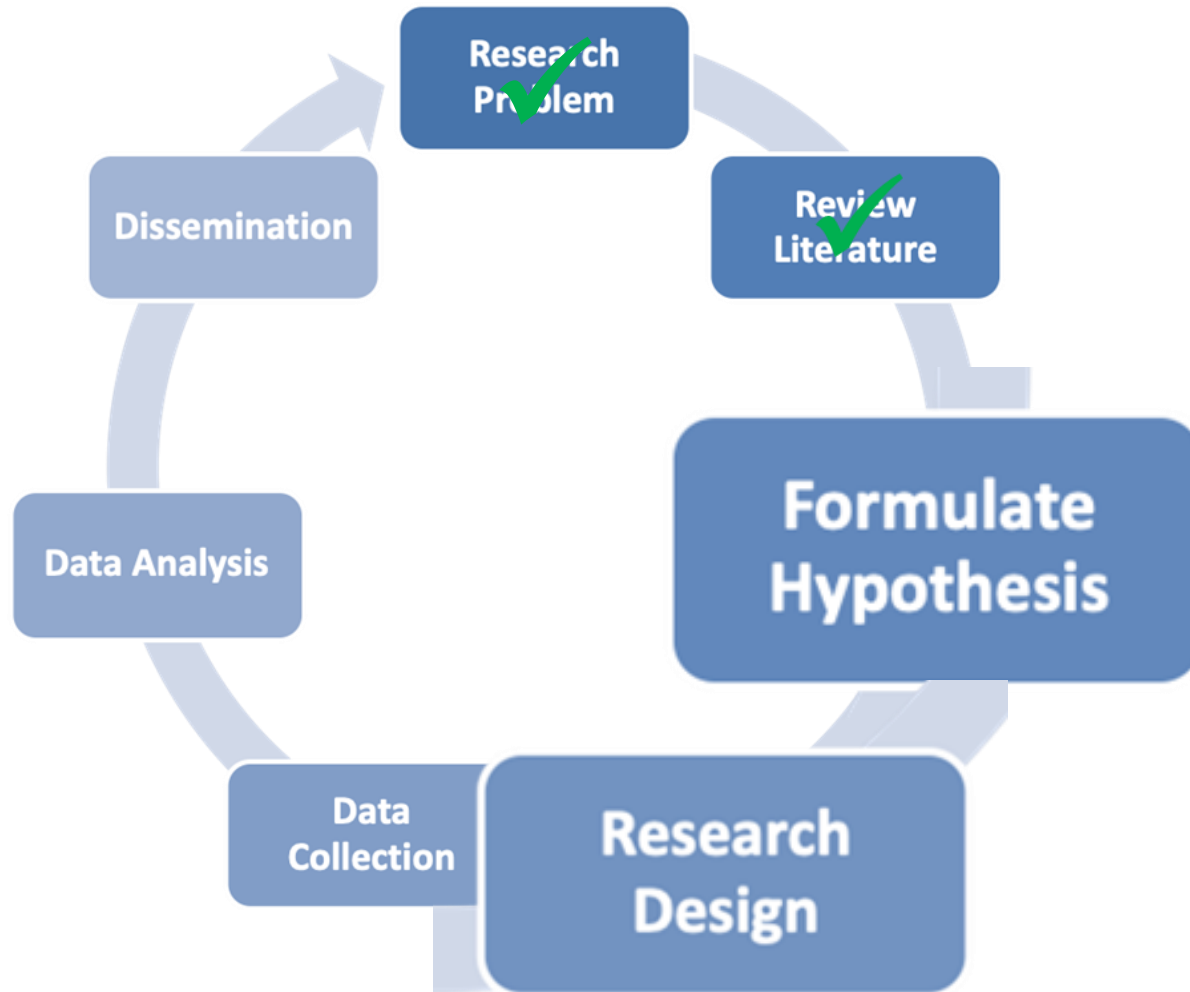 Research
Problem
Review
Literature
Formulate
Hypothesis
Research
Design
Data
Collection
Data Analysis
Dissemination